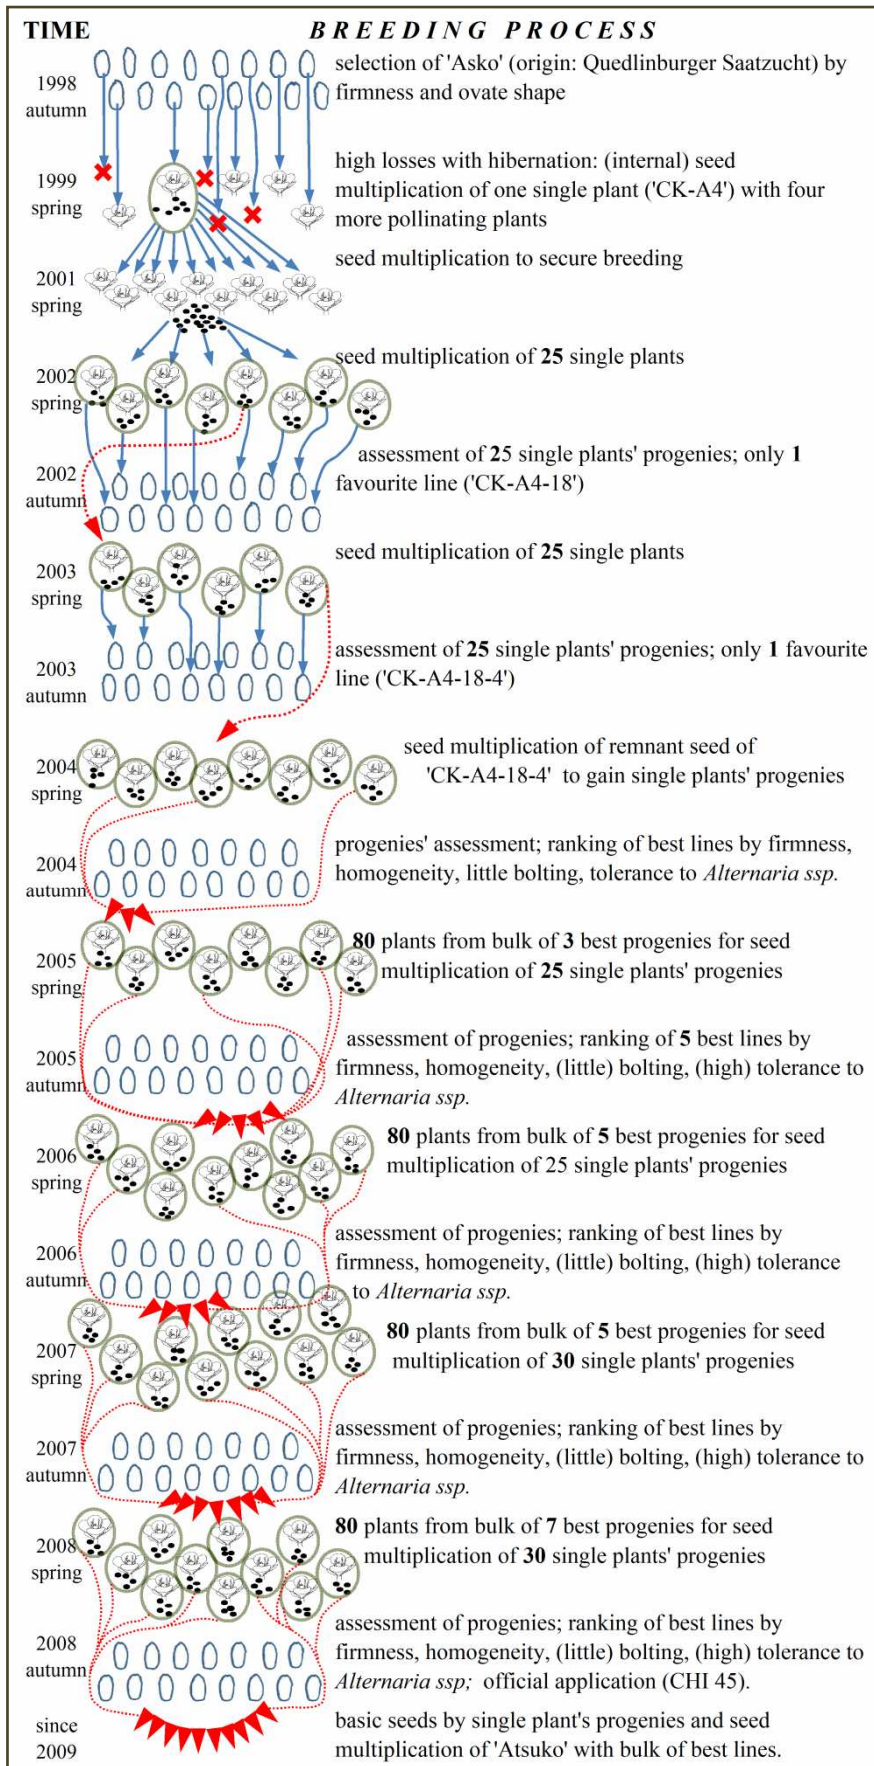 TIME BREEDING PROCESS
1998
autumn
selection of 'Asko' (origin: Quedlinburger Saatzucht) by
firmness and ovate shape
1999
spring
high losses with hibernation: (internal) seed
multiplication of one single plant ('CK-A4') with four
more pollinating plants
2001
spring
seed multiplication to secure breeding
2002
spring
seed multiplication of 25 single plants
2002
autumn
assessment of 25 single plants' progenies; only 1
favourite line ('CK-A4-18')
2003
spring
seed multiplication of 25 single plants
2003
autumn
assessment of 25 single plants' progenies; only 1 favourite
line ('CK-A4-18-4')
2004
spring
seed multiplication of remnant seed of
'CK-A4-18-4' to gain single plants' progenies
2004
autumn
progenies' assessment; ranking of best lines by firmness,
homogeneity, little bolting, tolerance to Alternaria ssp.
2005
spring
80 plants from bulk of 3 best progenies for seed
multiplication of 25 single plants' progenies
2005
autumn
assessment of progenies; ranking of 5 best lines by
firmness, homogeneity, (little) bolting, (high) tolerance to
Alternaria ssp.
2006
spring
80 plants from bulk of 5 best progenies for seed
multiplication of 25 single plants' progenies
2006
autumn
assessment of progenies; ranking of best lines by
firmness, homogeneity, (little) bolting, (high) tolerance
to Alternaria ssp.
2007
spring
80 plants from bulk of 5 best progenies for seed
multiplication of 30 single plants' progenies
2007
autumn
assessment of progenies; ranking of best lines by
firmness, homogeneity, (little) bolting, (high) tolerance to
Alternaria ssp.
2008
spring
80 plants from bulk of 7 best progenies for seed
multiplication of 30 single plants' progenies
2008
autumn
assessment of progenies; ranking of best lines by
firmness, homogeneity, (little) bolting, (high) tolerance to
Alternaria ssp; official application (CHI 45).
since
2009
basic seeds by single plant's progenies and seed
multiplication of 'Atsuko' with bulk of best lines.